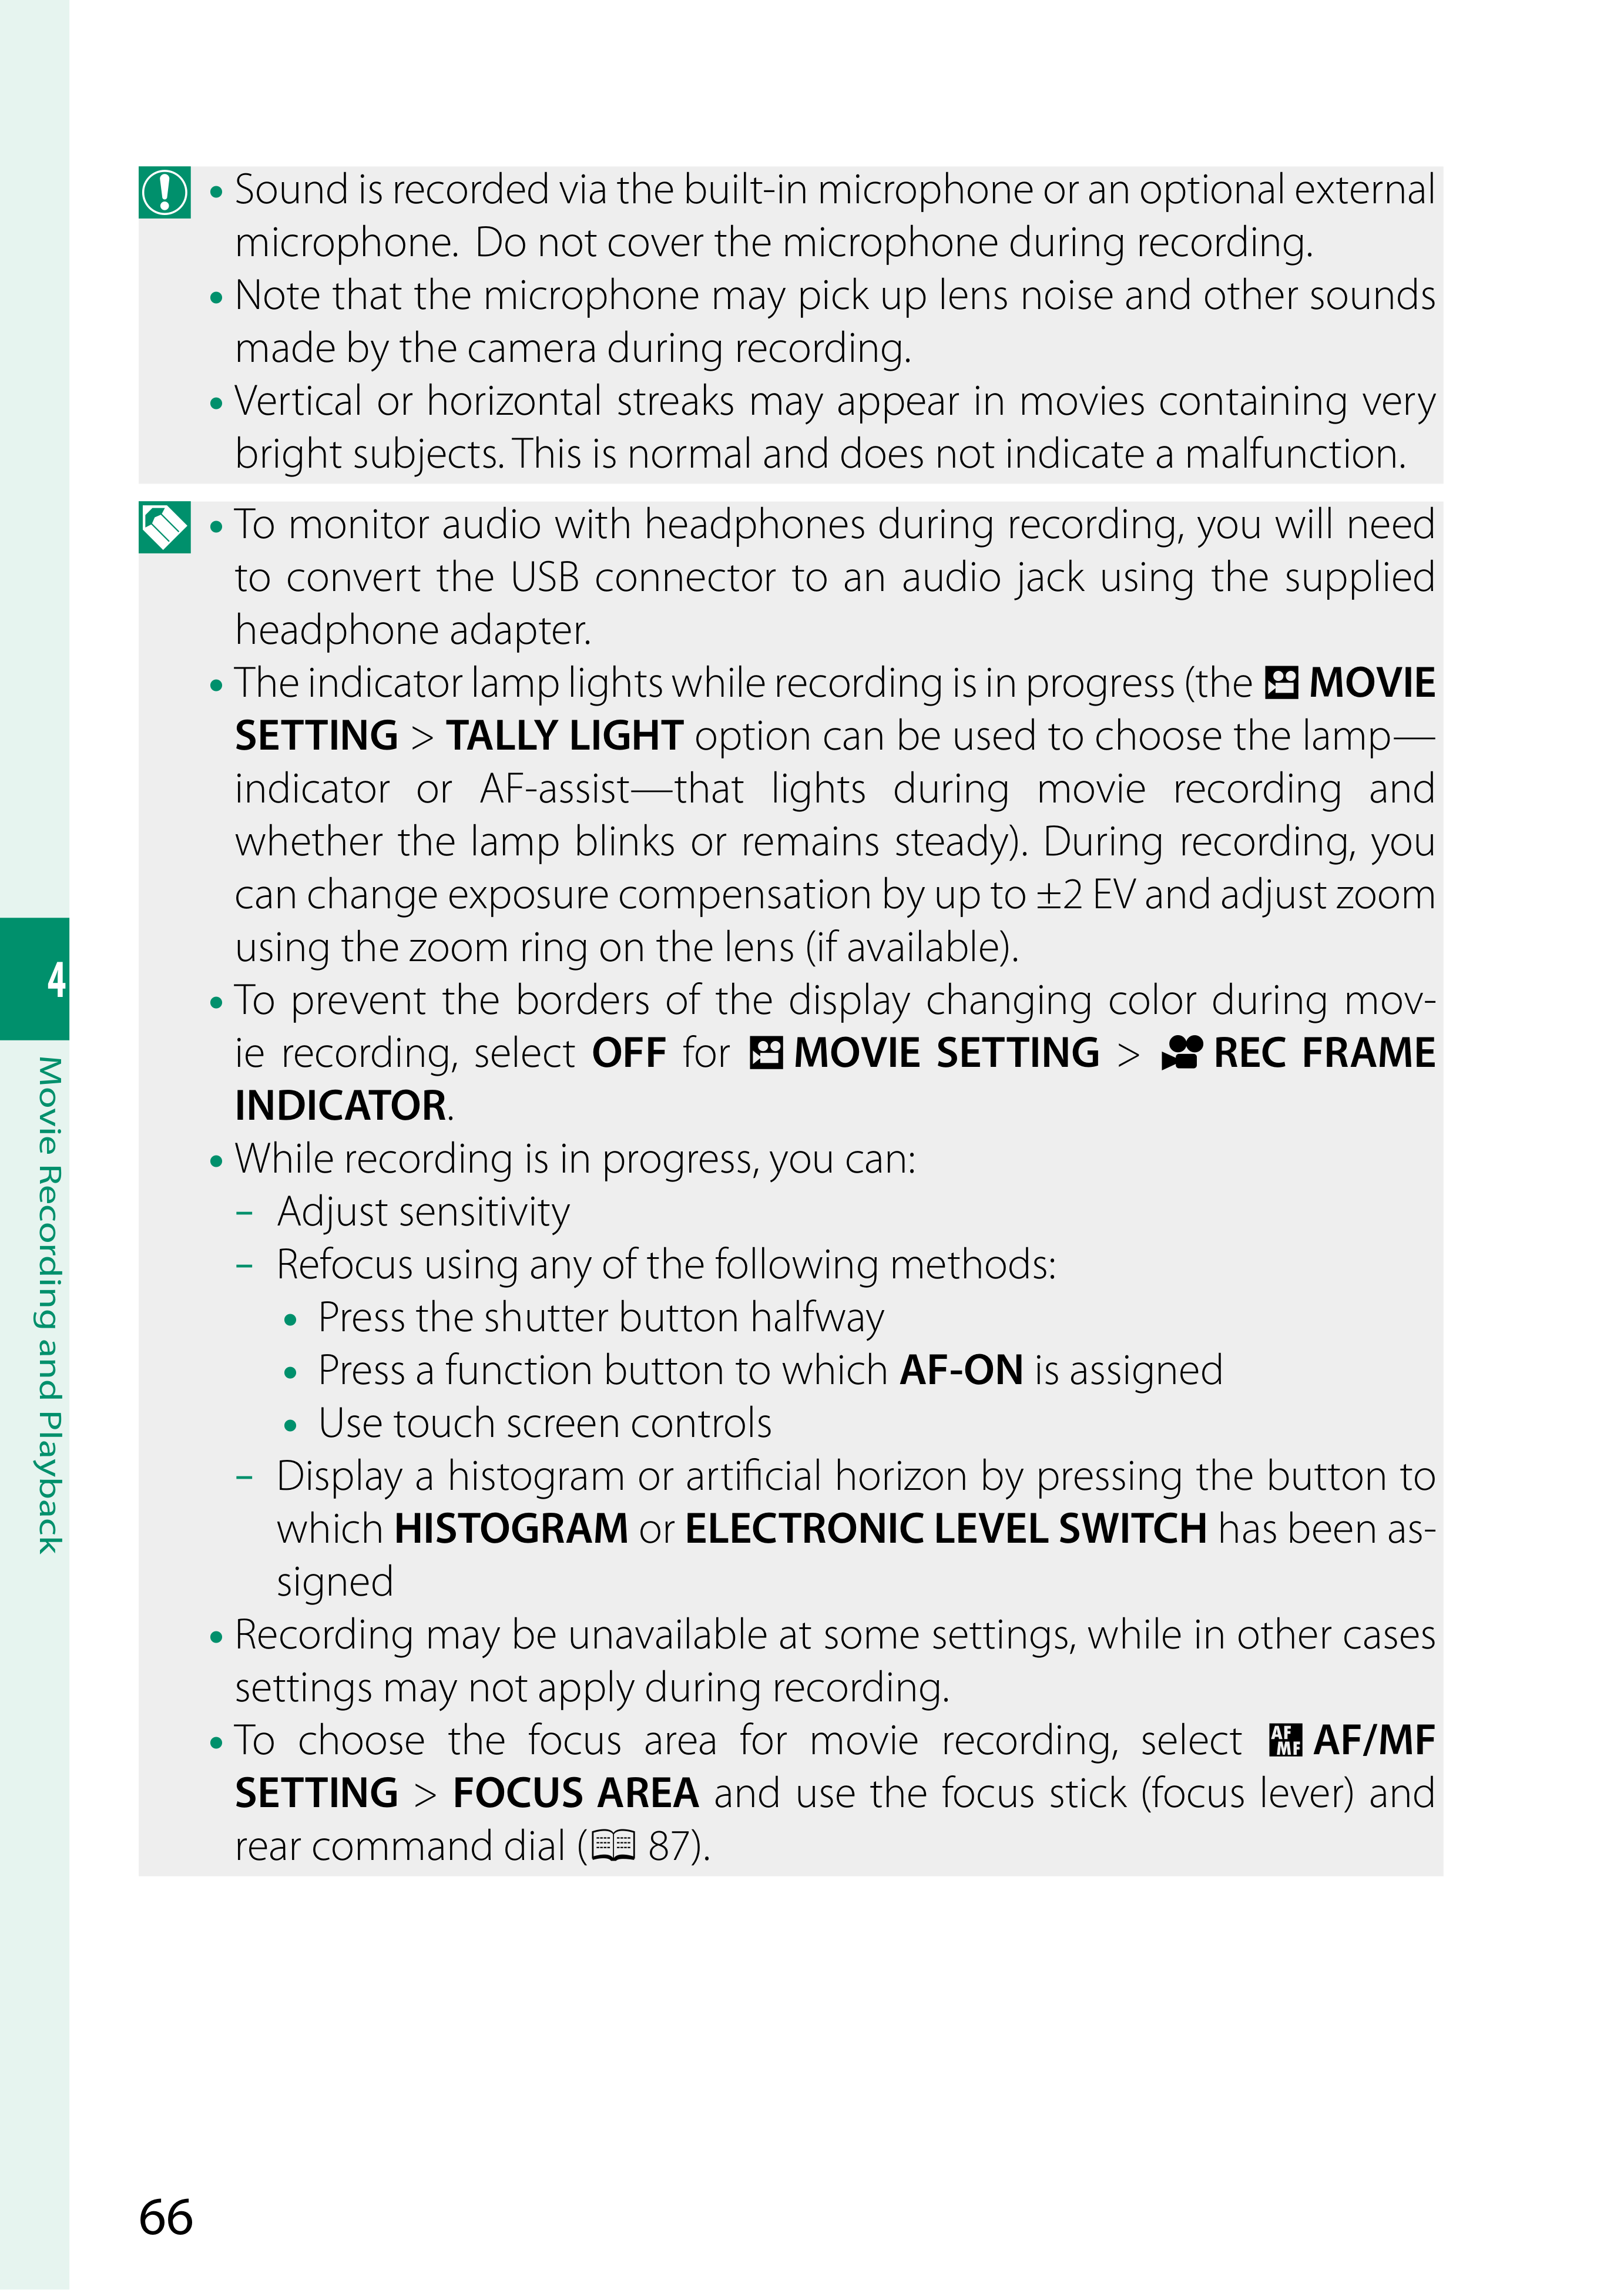 • Sound is recorded via the built-in microphone or an optional external
microphone. Do not cover the microphone during recording.
• Note that the microphone may pick up lens noise and other sounds
made by the camera during recording.
• Vertical or horizontal streaks may appear in movies containing very
bright subjects. This is normal and does not indicate a malfunction.
• To monitor audio with headphones during recording, you will need
to convert the USB connector to an audio jack using the supplied
headphone adapter.
• The indicator lamp lights while recording is in progress (the MOVIE
SETTING > TALLY LIGHT option can be used to choose the lamp—
indicator or AF-assist—that lights during movie recording and
whether the lamp blinks or remains steady). During recording, you
can change exposure compensation by up to ±2 EV and adjust zoom
using the zoom ring on the lens (if available).
• To prevent the borders of the display changing color during mov-
ie recording, select OFF for MOVIE SETTING > REC FRAME
INDICATOR.
• While recording is in progress, you can:
– Adjust sensitivity
– Refocus using any of the following methods:
• Press the shutter button halfway
• Press a function button to which AF-ON is assigned
• Use touch screen controls
– Display a histogram or artificial horizon by pressing the button to
which HISTOGRAM or ELECTRONIC LEVEL SWITCH has been as-
signed
• Recording may be unavailable at some settings, while in other cases
settings may not apply during recording.
• To choose the focus area for movie recording, select AF MF AF/MF
SETTING > FOCUS AREA and use the focus stick (focus lever) and
rear command dial (87).
4
Movie Recording and Playback
66